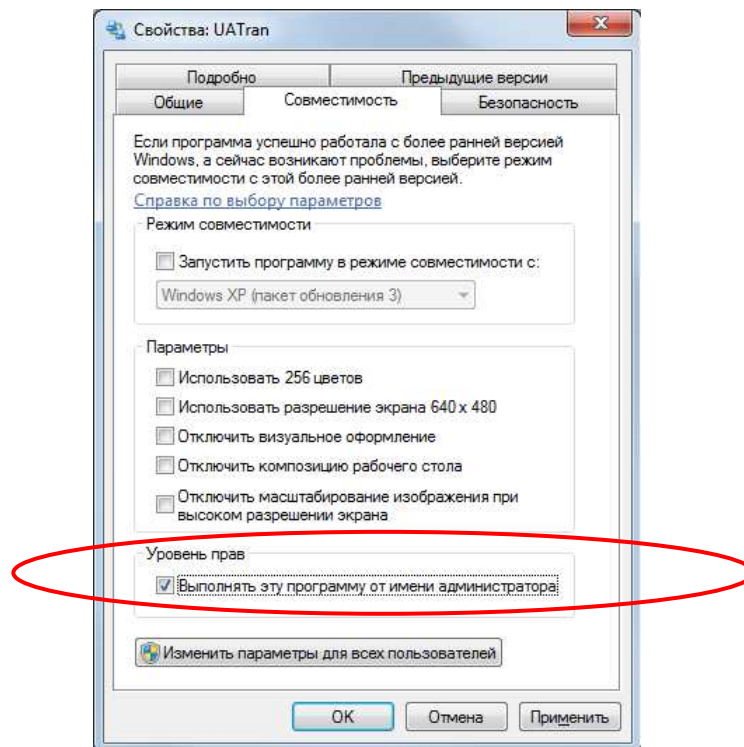 Свойства: UATran
Подробно
Предыдущие версии
Общие
Совместимость
Безопасность
Если программа успешно работала с более ранней версией
Windows, а сейчас возникают проблемы, выберите режим
совместимости с этой более ранней версией.
Справка по выбору параметров
Режим совместимости
Запустить программу в режиме совместимости с:
Windows XP (пакет обновления 3)
Параметры
Использовать 256 цветов
Использовать разрешение экрана 640 x 480
Отключить визуальное оформление
Отключить композицию рабочего стола
Отключить масштабирование изображения при
высоком разрешении экрана
Уровень прав
Выполнять эту программу от имени администратора
Изменить параметры для всех пользователей
OK
Отмена
Применить